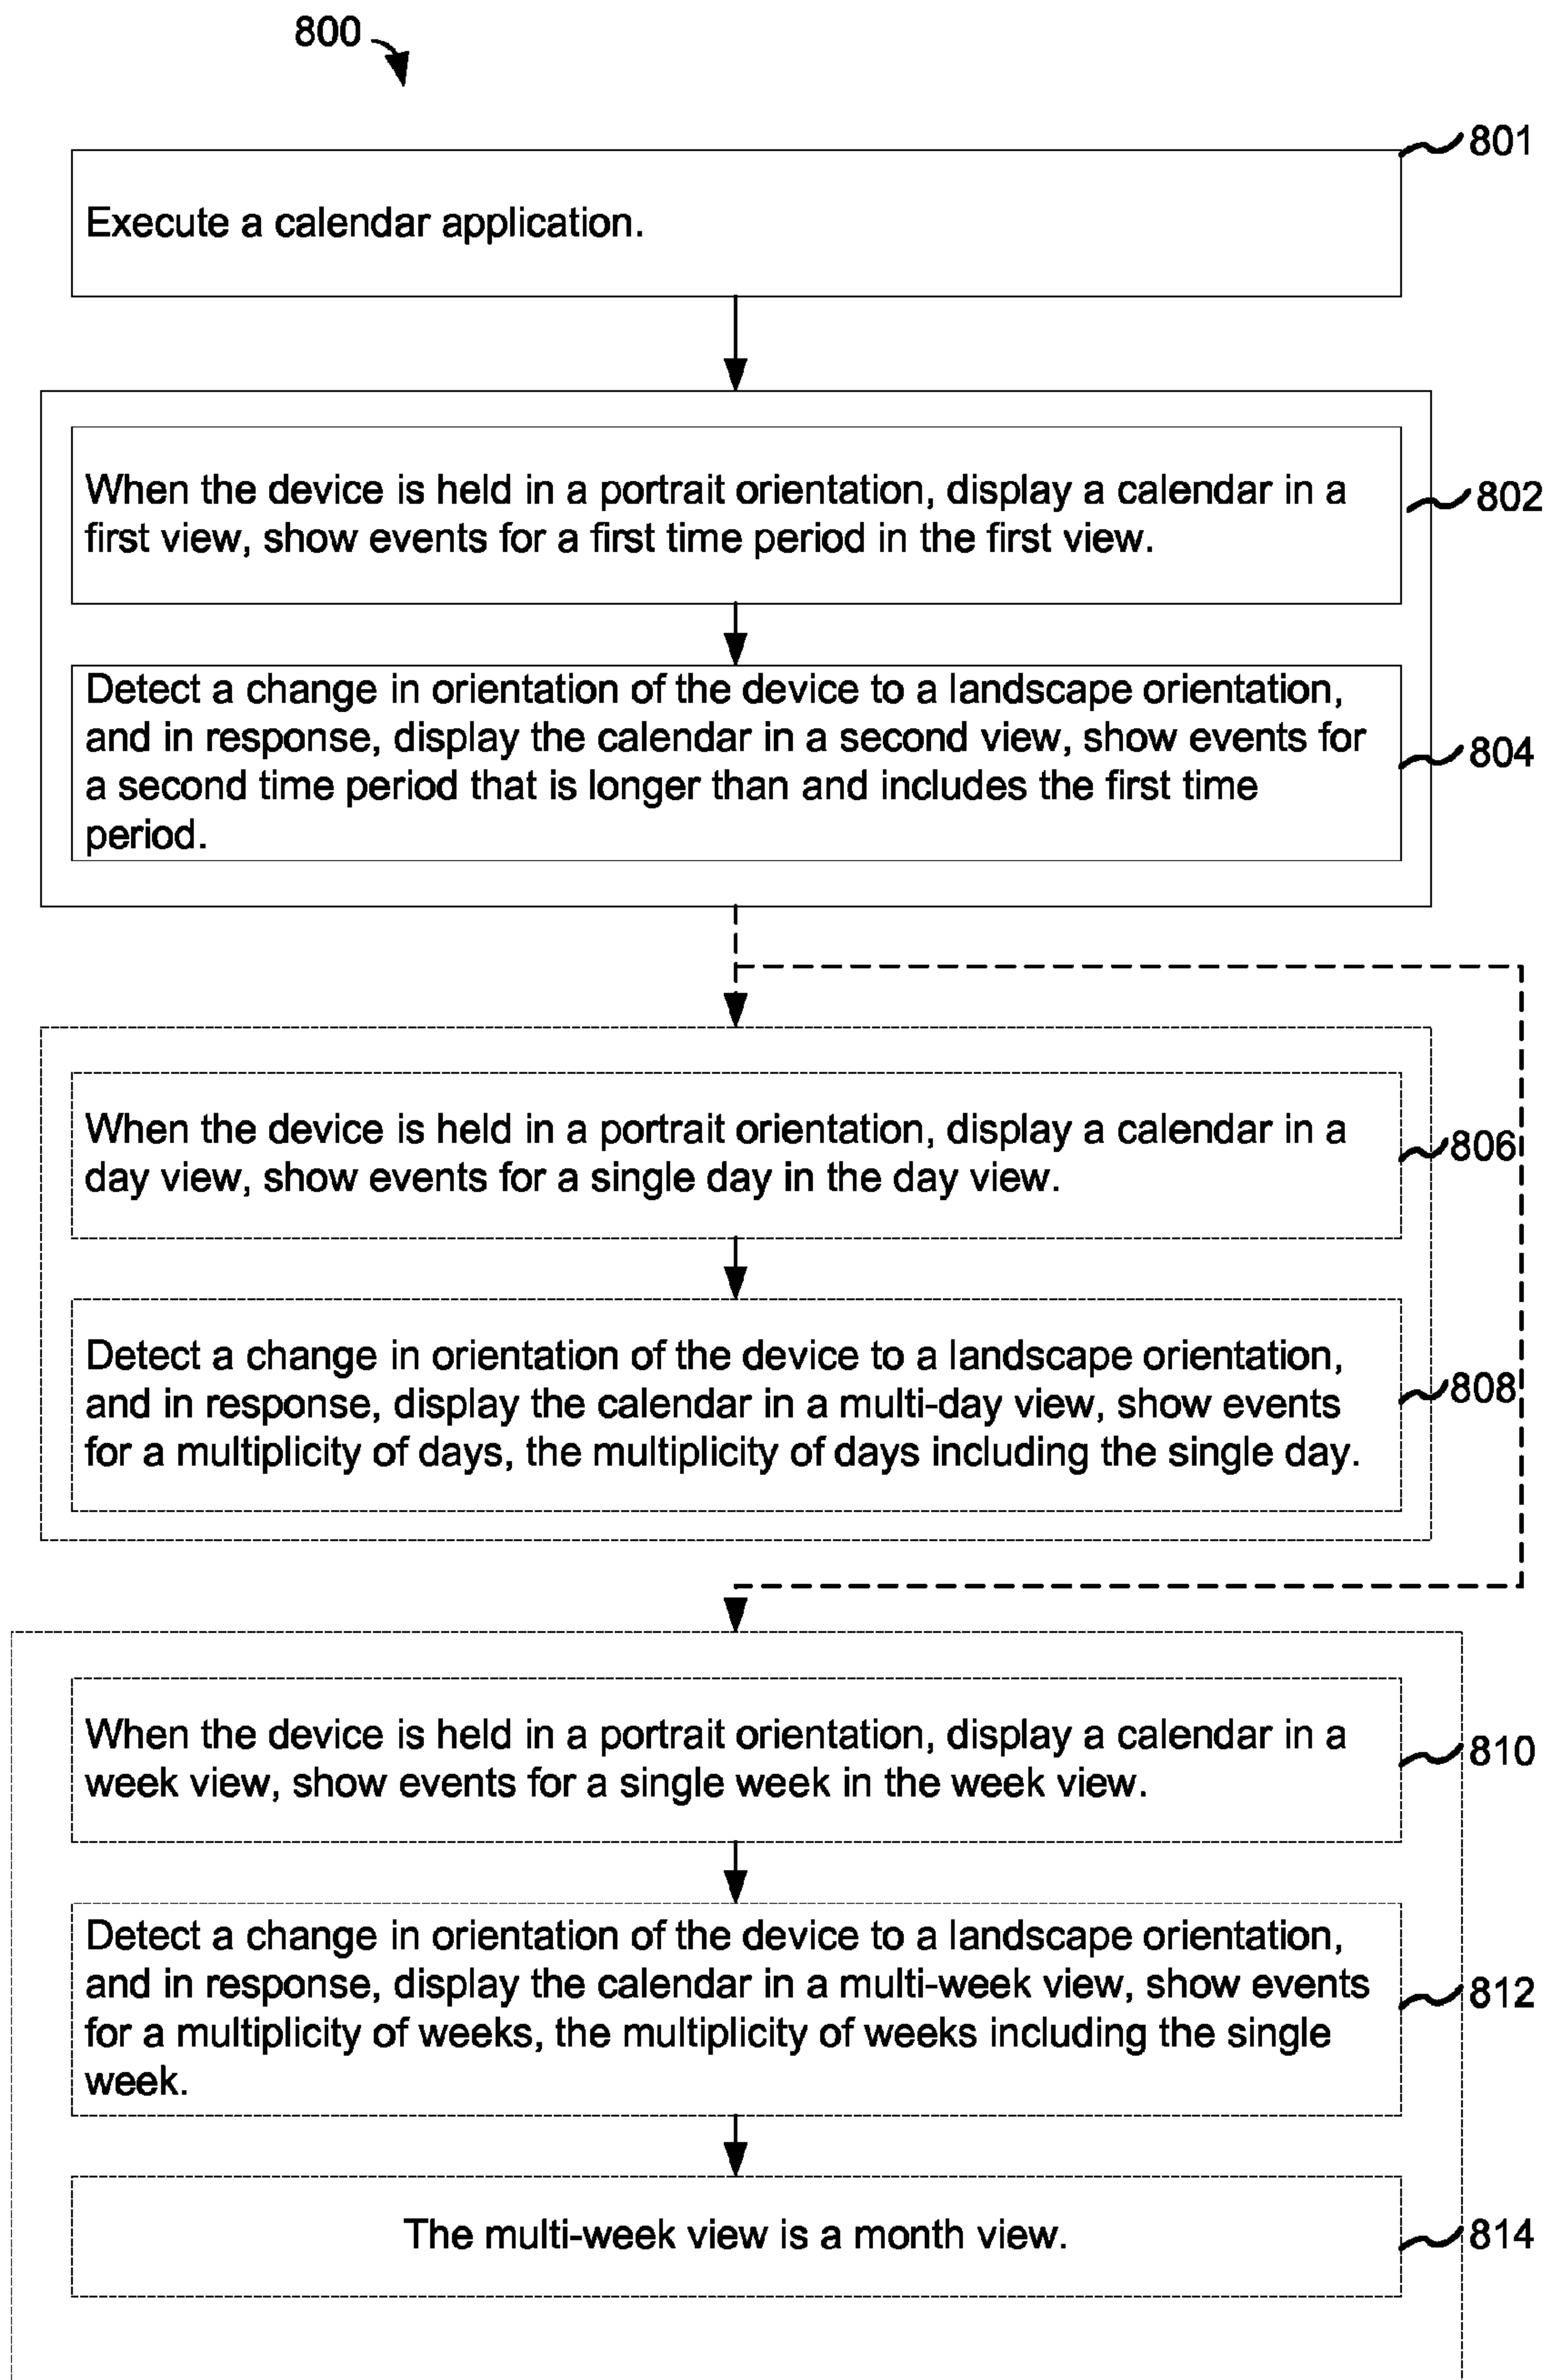 800
801
Execute a calendar application.
When the device is held in a portrait orientation, display a calendar in a
first view, show events for a first time period in the first view.
802
Detect a change in orientation of the device to a landscape orientation,
and in response, display the calendar in a second view, show events for
a second time period that is longer than and includes the first time
period.
804
When the device is held in a portrait orientation, display a calendar in a
day view, show events for a single day in the day view.
806
Detect a change in orientation of the device to a landscape orientation,
and in response, display the calendar in a multi-day view, show events
for a multiplicity of days, the multiplicity of days including the single day.
808
When the device is held in a portrait orientation, display a calendar in a
week view, show events for a single week in the week view.
810
Detect a change in orientation of the device to a landscape orientation,
and in response, display the calendar in a multi-week view, show events
for a multiplicity of weeks, the multiplicity of weeks including the single
week.
812
The multi-week view is a month view.
814